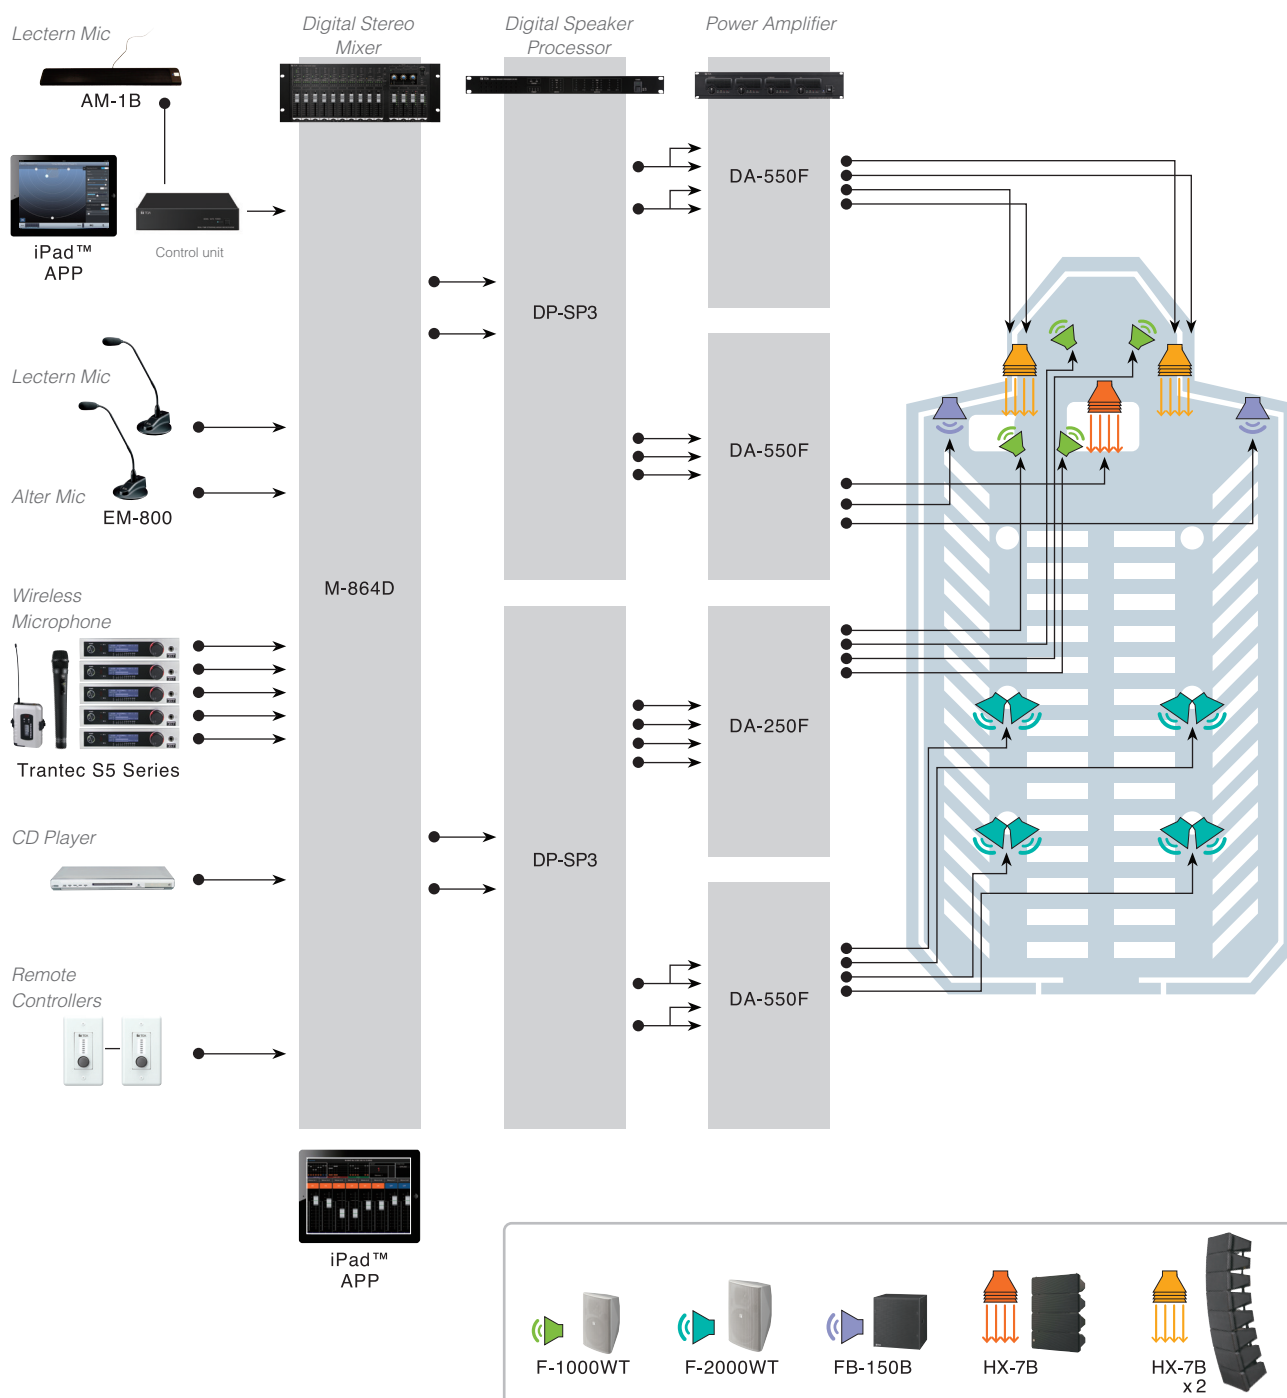 Lectern Mic
AM-1B
iPad™
APP
Control unit
Lectern Mic
Alter Mic
EM-800
Wireless
Microphone
Trantec S5 Series
CD Player
Remote
Controllers
Digital Stereo
Mixer
M-864D
iPad™
APP
Digital Speaker
Processor
DP-SP3
DP-SP3
Power Amplifier
DA-550F
DA-550F
DA-250F
DA-550F
F-1000WT
F-2000WT
FB-150B
HX-7B
HX-7B
x 2